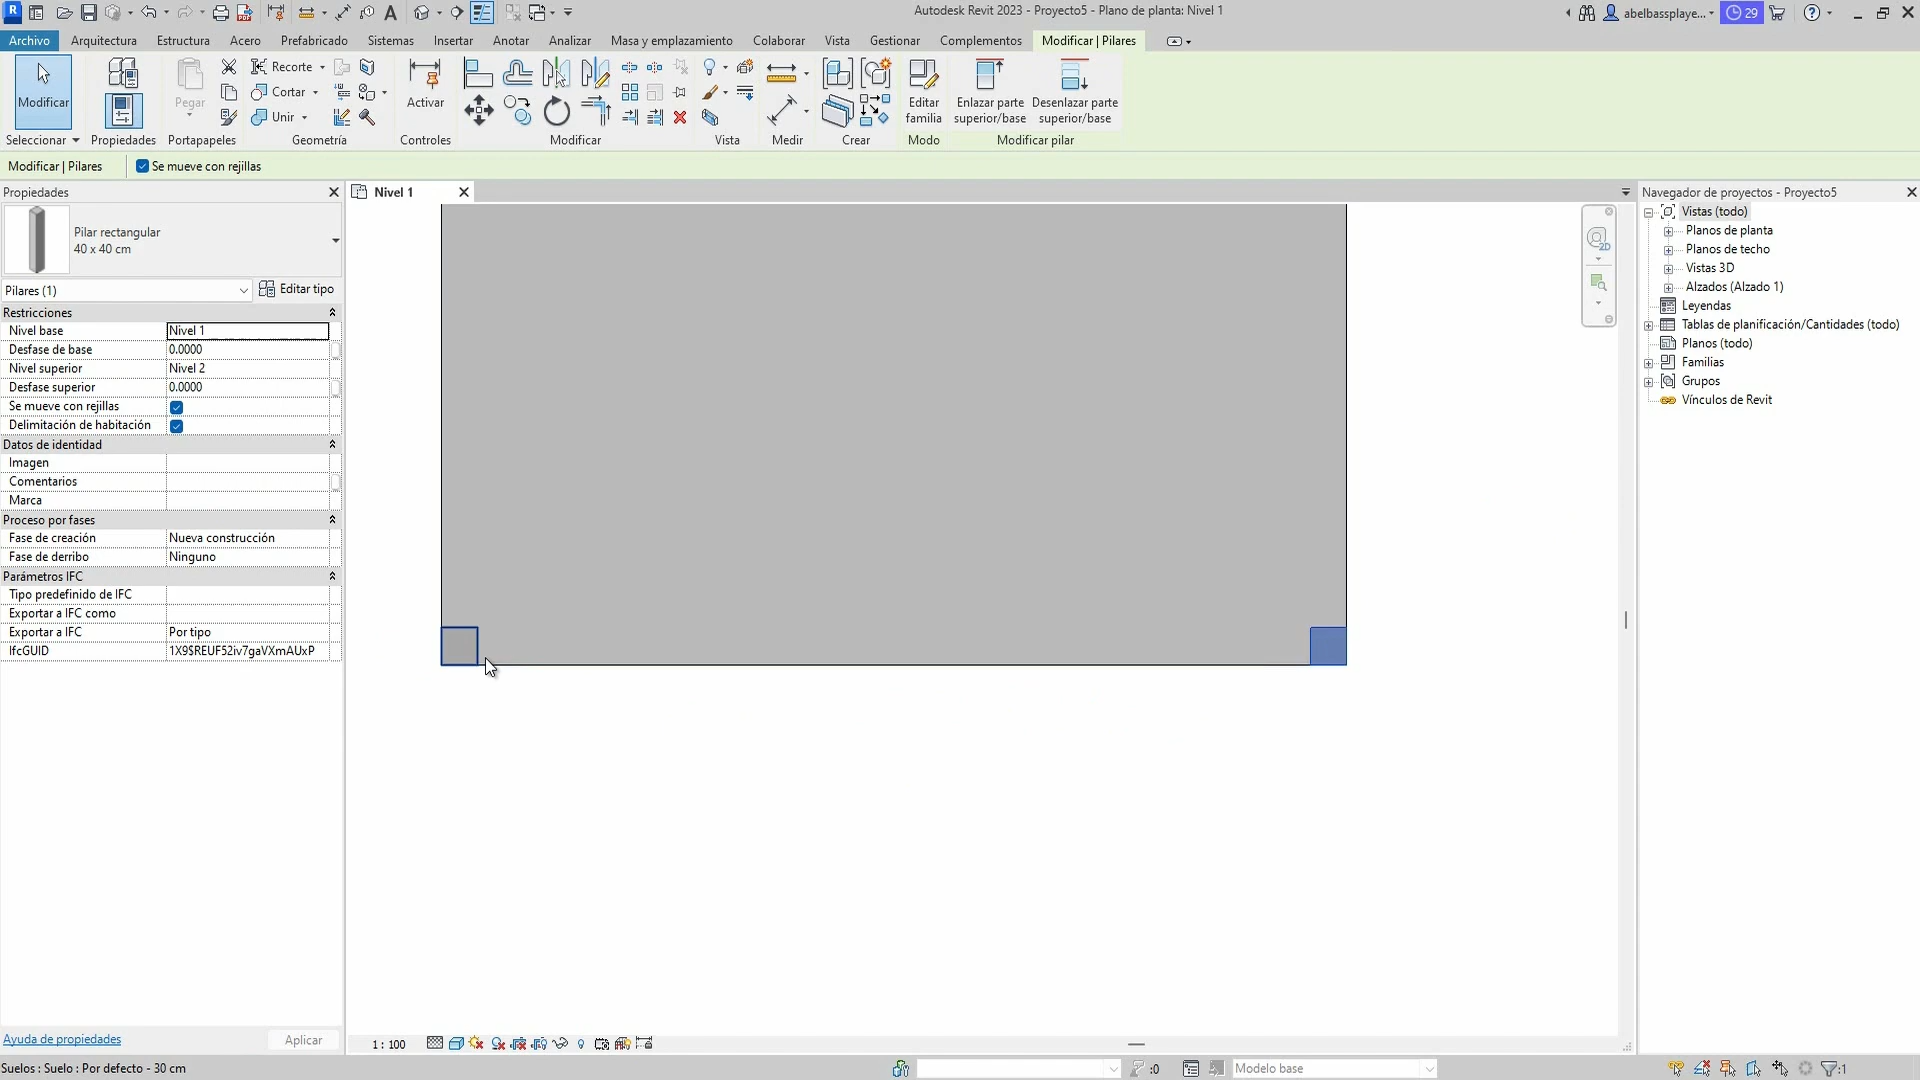 Autodesk Revit 2023 - Proyecto5 - Plano de planta: Nivel 1
abelbassplaye...
29
Archivo
Arquitectura
Estructura
Acero
Prefabricado
Sistemas
Insertar
Anotar
Analizar
Masa y emplazamiento
Colaborar
Vista
Gestionar
Complementos
Modificar | Pilares
Modificar
Pegar
Recorte
Cortar
Unir
Activar
Editar
familia
Enlazar parte
superior/base
Desenlazar parte
superior/base
Seleccionar
Propiedades
Portapapeles
Geometría
Controles
Modificar
Vista
Medir
Crear
Modo
Modificar pilar
Modificar | Pilares
Se mueve con rejillas
Propiedades
Nivel 1
Navegador de proyectos - Proyecto5
Pilar rectangular
40 x 40 cm
Pilares (1)
Editar tipo
Restricciones
Nivel base
Nivel 1
Desfase de base
0.0000
Nivel superior
Nivel 2
Desfase superior
0.0000
Se mueve con rejillas
Delimitación de habitación
Datos de identidad
Imagen
Comentarios
Marca
Proceso por fases
Fase de creación
Nueva construcción
Fase de derribo
Ninguno
Parámetros IFC
Tipo predefinido de IFC
Exportar a IFC como
Exportar a IFC
Por tipo
IfcGUID
1X9$REUF52iv7gaVXmAUxP
2D
Vistas (todo)
Planos de planta
Planos de techo
Vistas 3D
Alzados (Alzado 1)
Leyendas
Tablas de planificación/Cantidades (todo)
Planos (todo)
Familias
Grupos
Vínculos de Revit
Ayuda de propiedades
Aplicar
1 : 100
Suelos : Suelo : Por defecto - 30 cm
:0
Modelo base
:1